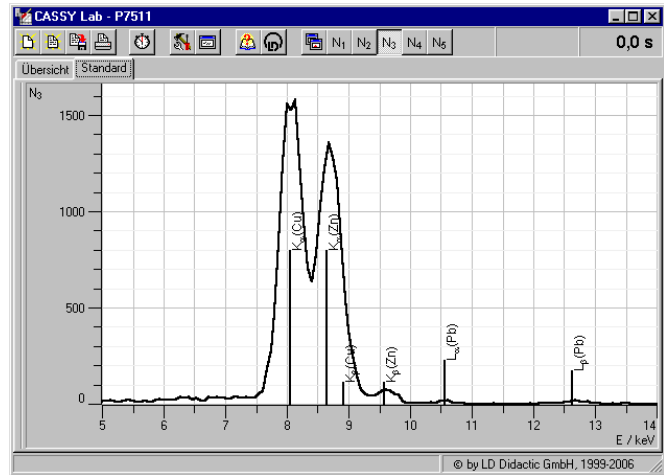 CASSY Lab - P7511
N₁ N₂ N₃ N₄ N₅ 0,0 s
Übersicht Standard
N₃
1500
1000
500
0
Kα(Cu)
Kα(Zn)
Kβ(Cu)
Kβ(Zn)
Lα(Pb)
Lβ(Pb)
5 6 7 8 9 10 11 12 13 14
E / keV
© by LD Didactic GmbH, 1999-2006